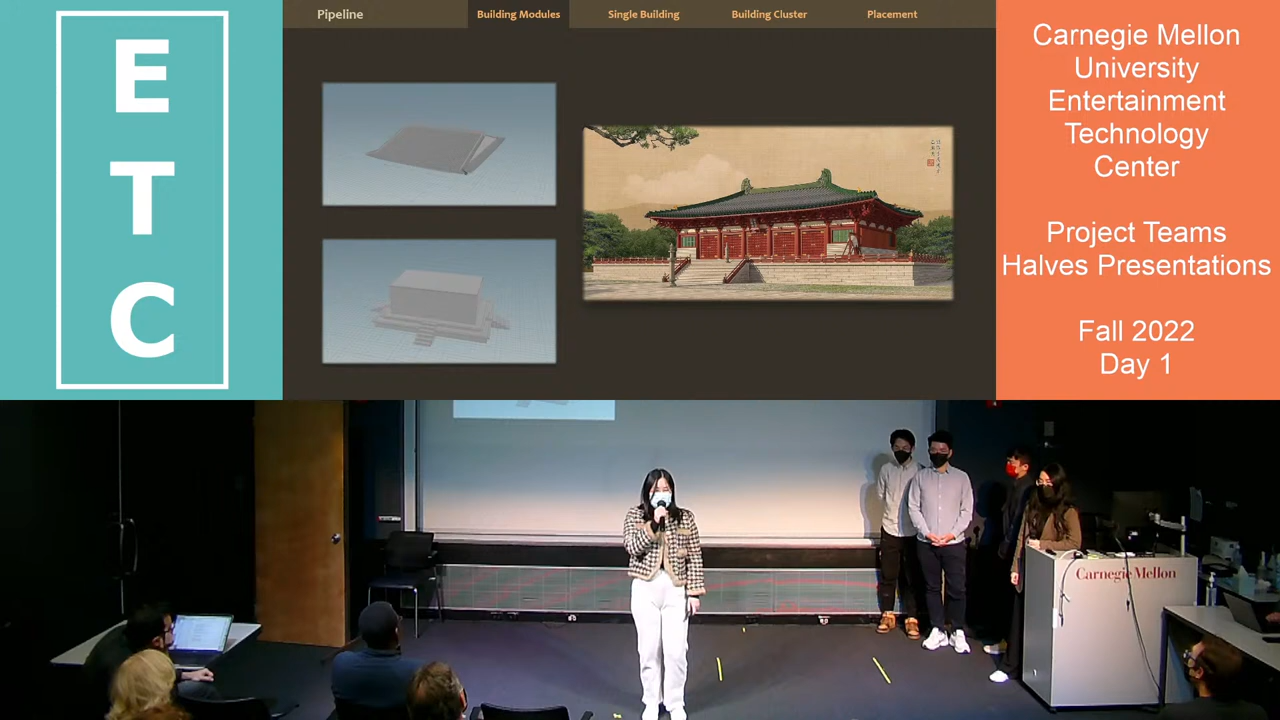 E
T
C
Pipeline
Building Modules
Single Building
Building Cluster
Placement
Carnegie Mellon
University
Entertainment
Technology
Center
Project Teams
Halves Presentations
Fall 2022
Day 1
Carnegie Mellon